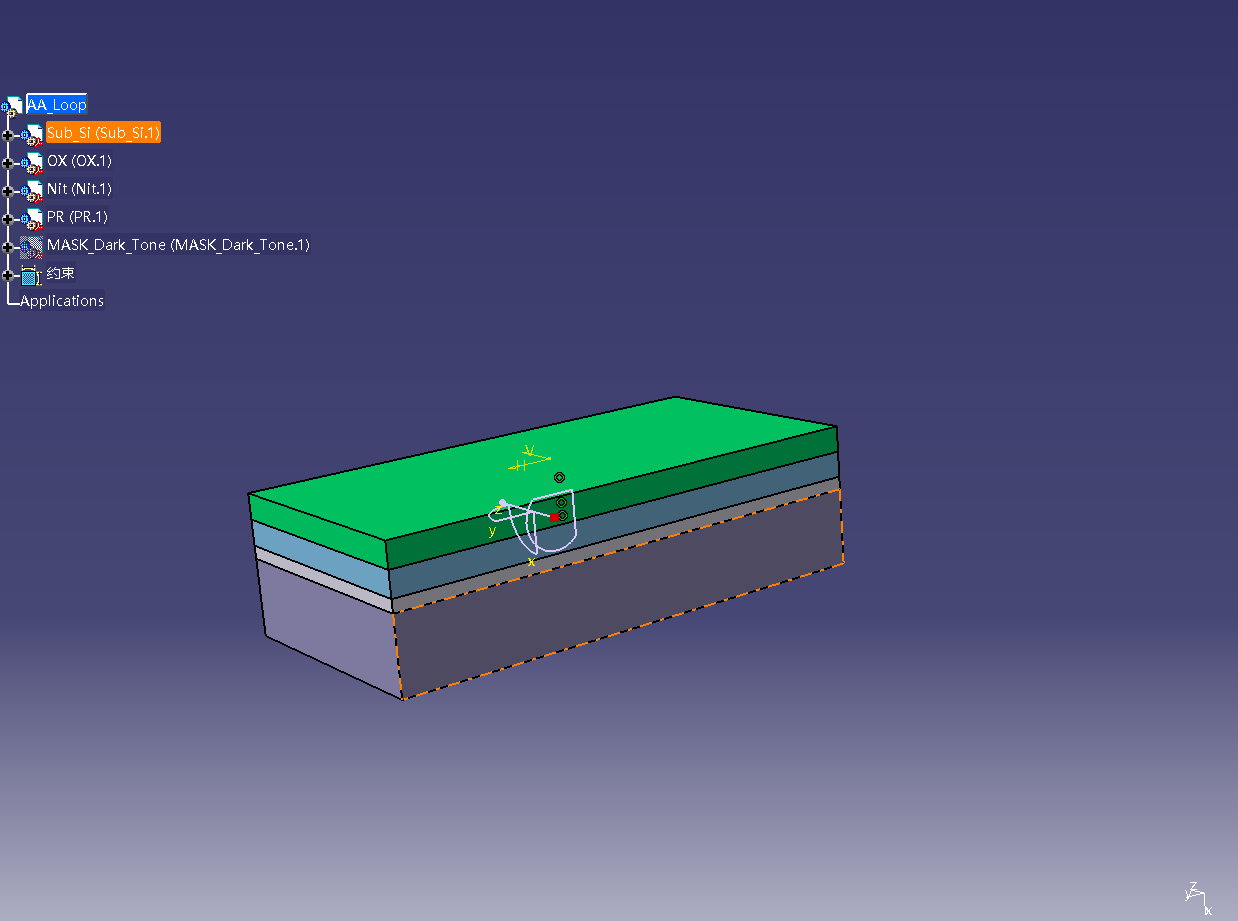 AA_Loop
Sub_Si (Sub_Si.1)
OX (OX.1)
Nit (Nit.1)
PR (PR.1)
MASK_Dark_Tone (MASK_Dark_Tone.1)
约束
Applications
V
H
z
y
x
z
y
x